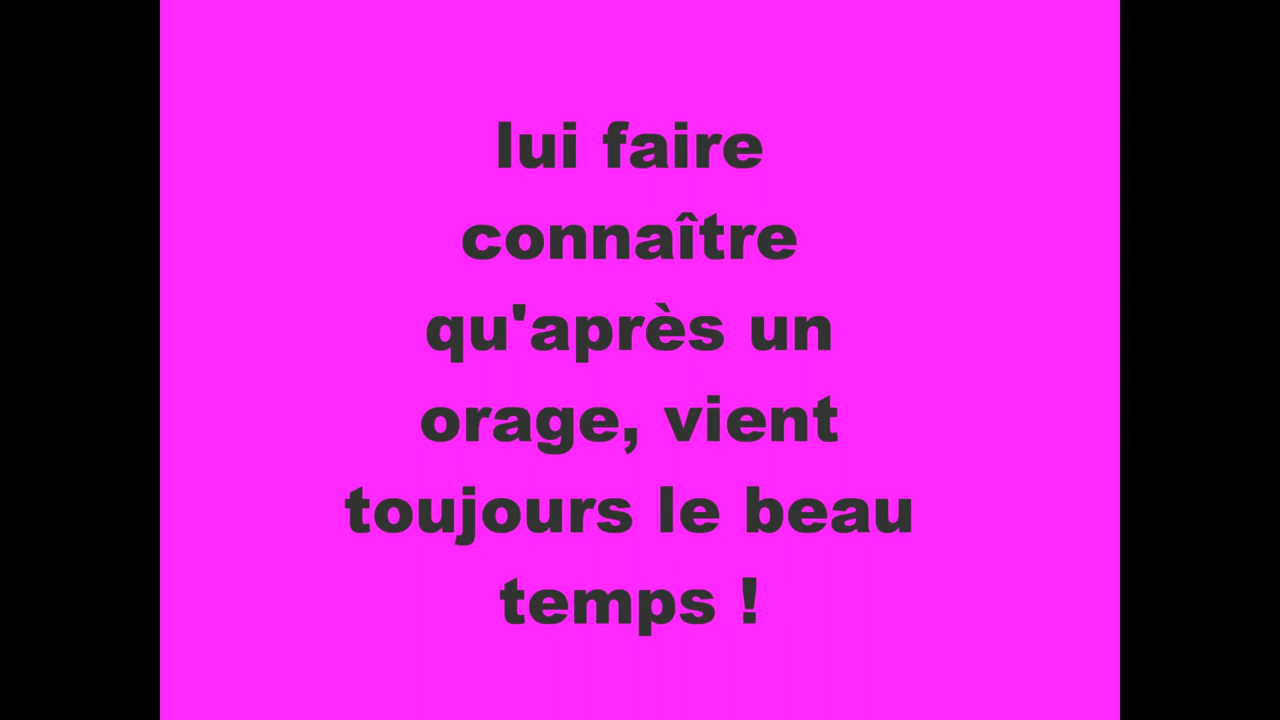 lui faire
connaître
qu'après un
orage, vient
toujours le beau
temps !